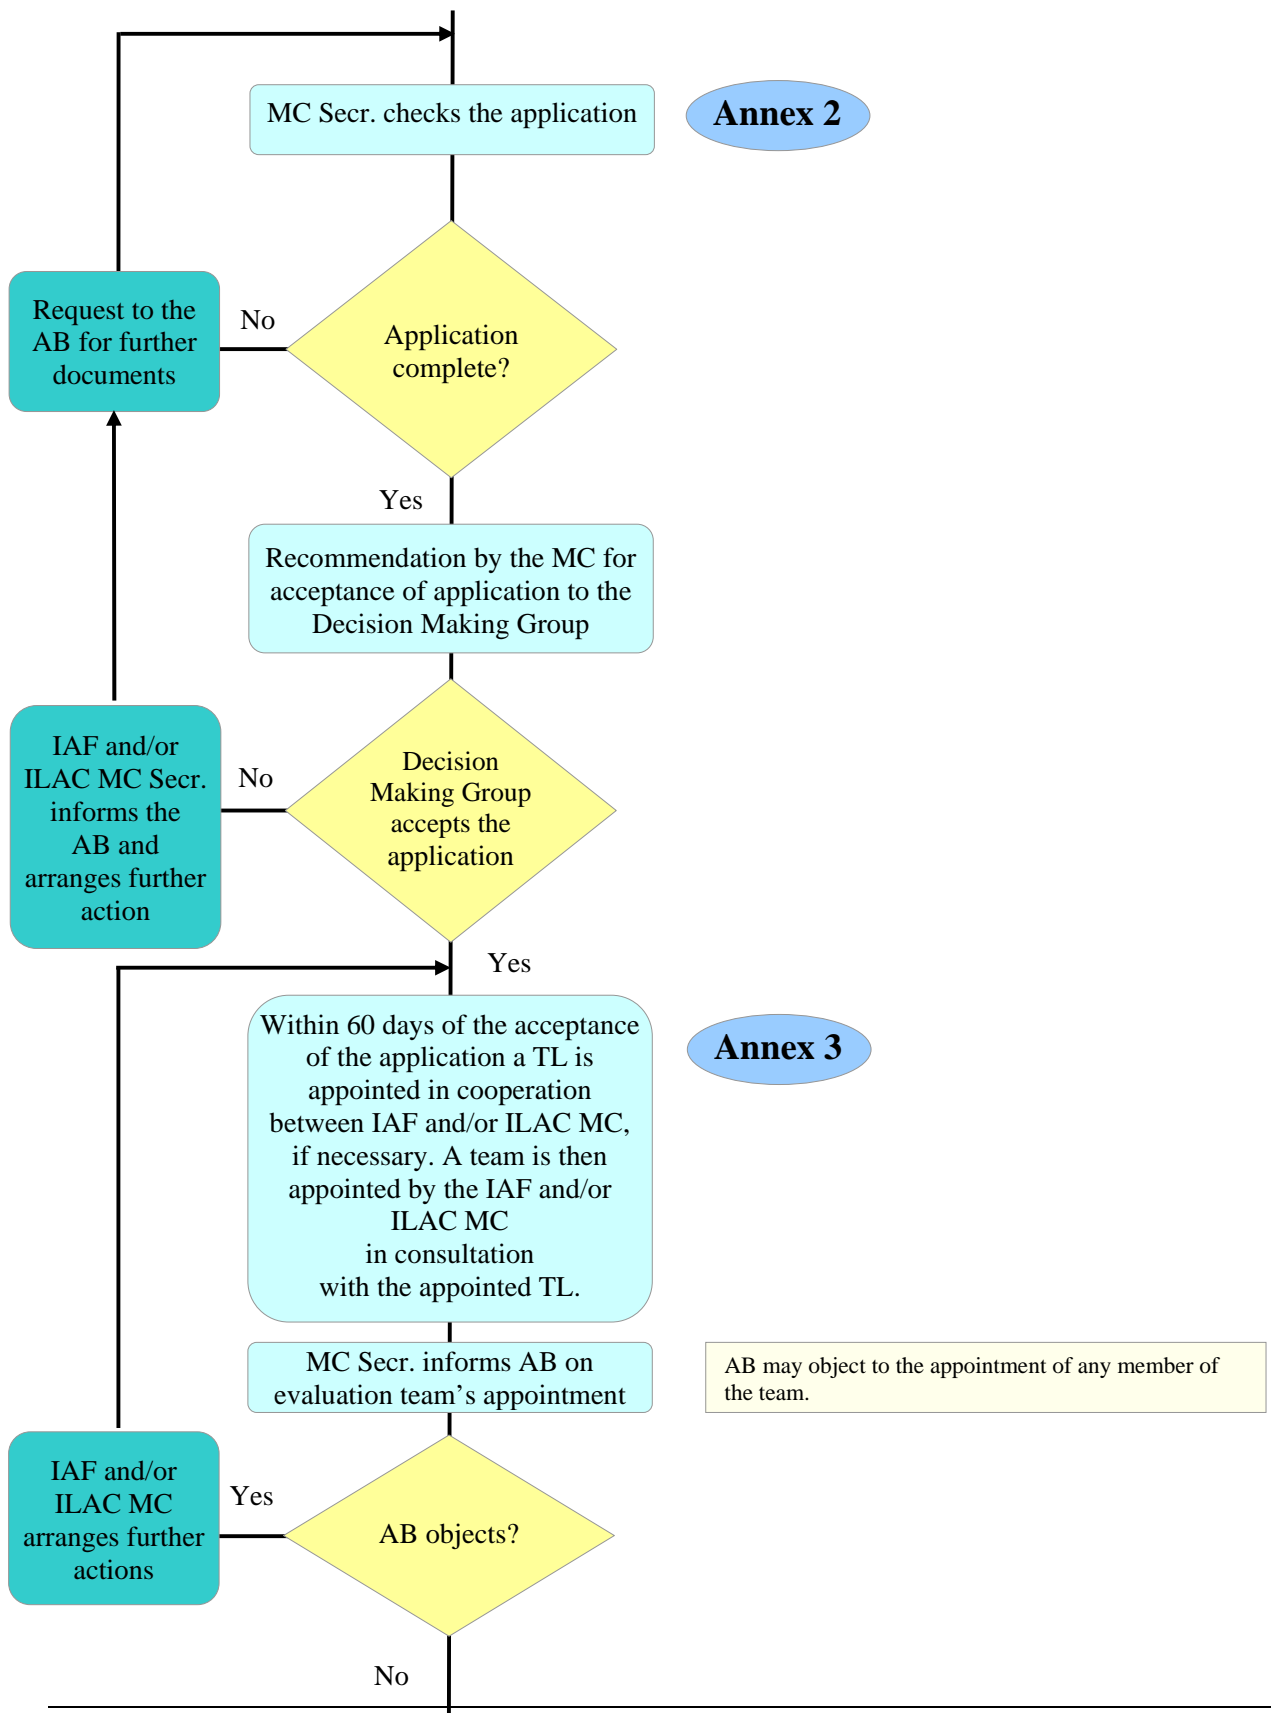 MC Secr. checks the application
Annex 2
Request to the
AB for further
documents
No
Application
complete?
Yes
Recommendation by the MC for
acceptance of application to the
Decision Making Group
IAF and/or
ILAC MC Secr.
informs the
AB and
arranges further
action
No
Decision
Making Group
accepts the
application
Yes
Within 60 days of the acceptance
of the application a TL is
appointed in cooperation
between IAF and/or ILAC MC,
if necessary. A team is then
appointed by the IAF and/or
ILAC MC
in consultation
with the appointed TL.
Annex 3
MC Secr. informs AB on
evaluation team’s appointment
AB may object to the appointment of any member of
the team.
IAF and/or
ILAC MC
arranges further
actions
Yes
AB objects?
No